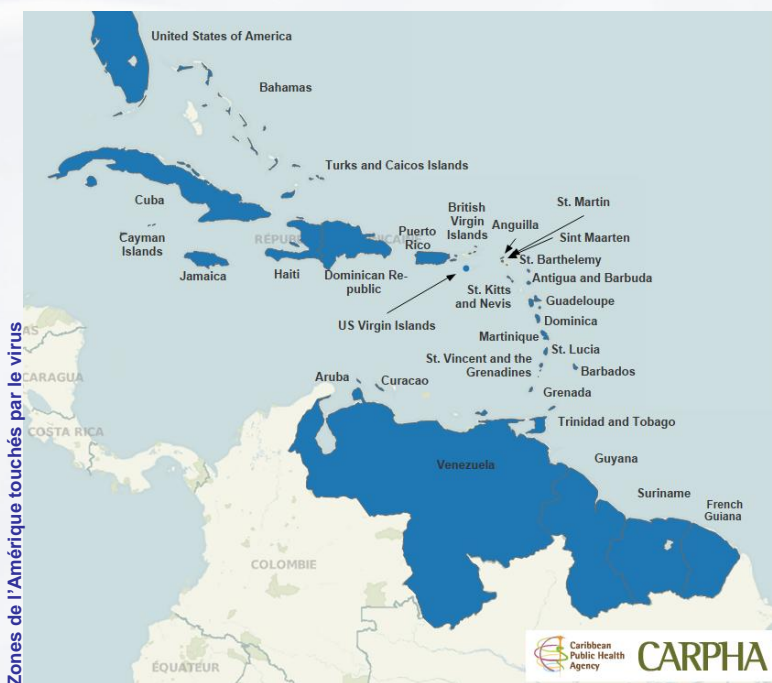 Zones de l'Amérique touchés par le virus
United States of America
Bahamas
Turks and Caicos Islands
Cuba
Cayman
Islands
Jamaica
Haiti
Dominican Re-
public
Puerto
Rico
British
Virgin
Islands
Anguilla
St. Martin
Sint Maarten
St. Barthelemy
Antigua and Barbuda
St. Kitts
and Nevis
Guadeloupe
US Virgin Islands
Dominica
Martinique
St. Lucia
St. Vincent and the
Grenadines
Barbados
Grenada
Aruba
Curacao
Trinidad and Tobago
Venezuela
Guyana
Suriname
French
Guiana
CARAGUA
COSTA RICA
COLOMBIE
ÉQUATEUR
Caribbean
Public Health
Agency
CARPHA